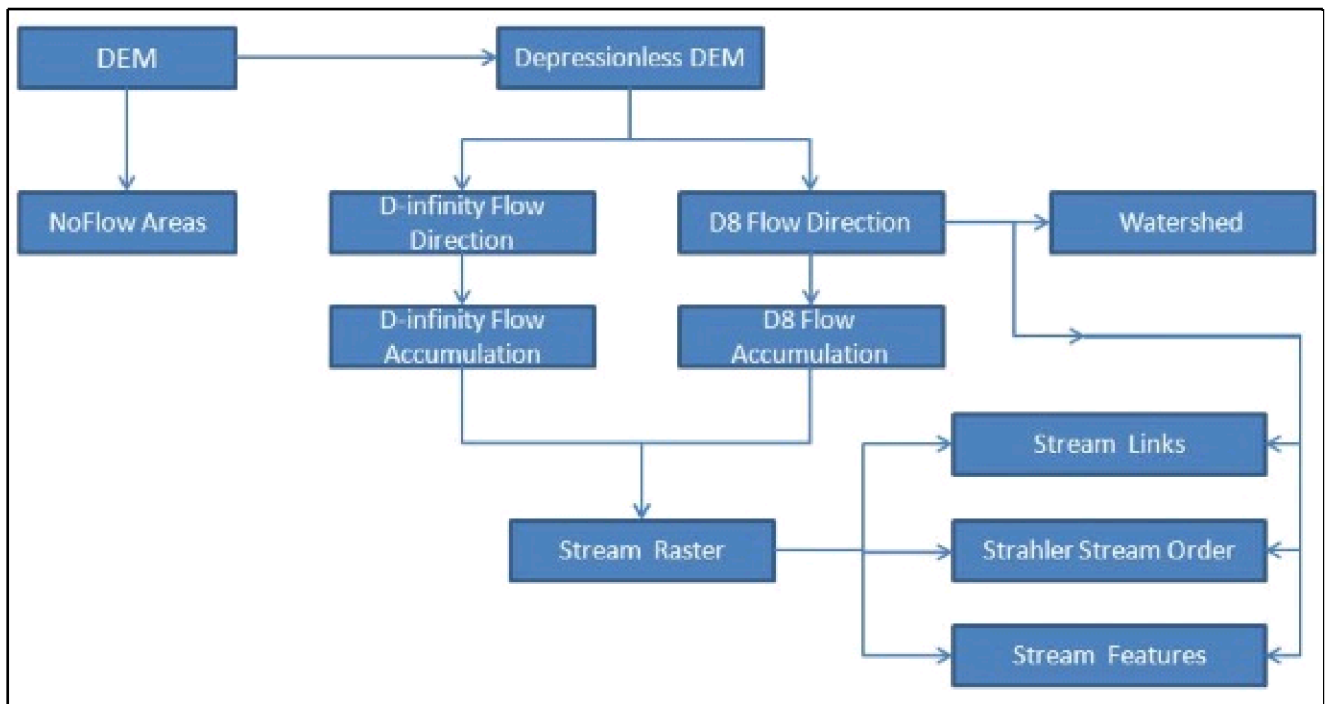 DEM
Depressionless DEM
NoFlow Areas
D-infinity Flow
Direction
D8 Flow Direction
Watershed
D-infinity Flow
Accumulation
D8 Flow
Accumulation
Stream Links
Stream Raster
Strahler Stream Order
Stream Features